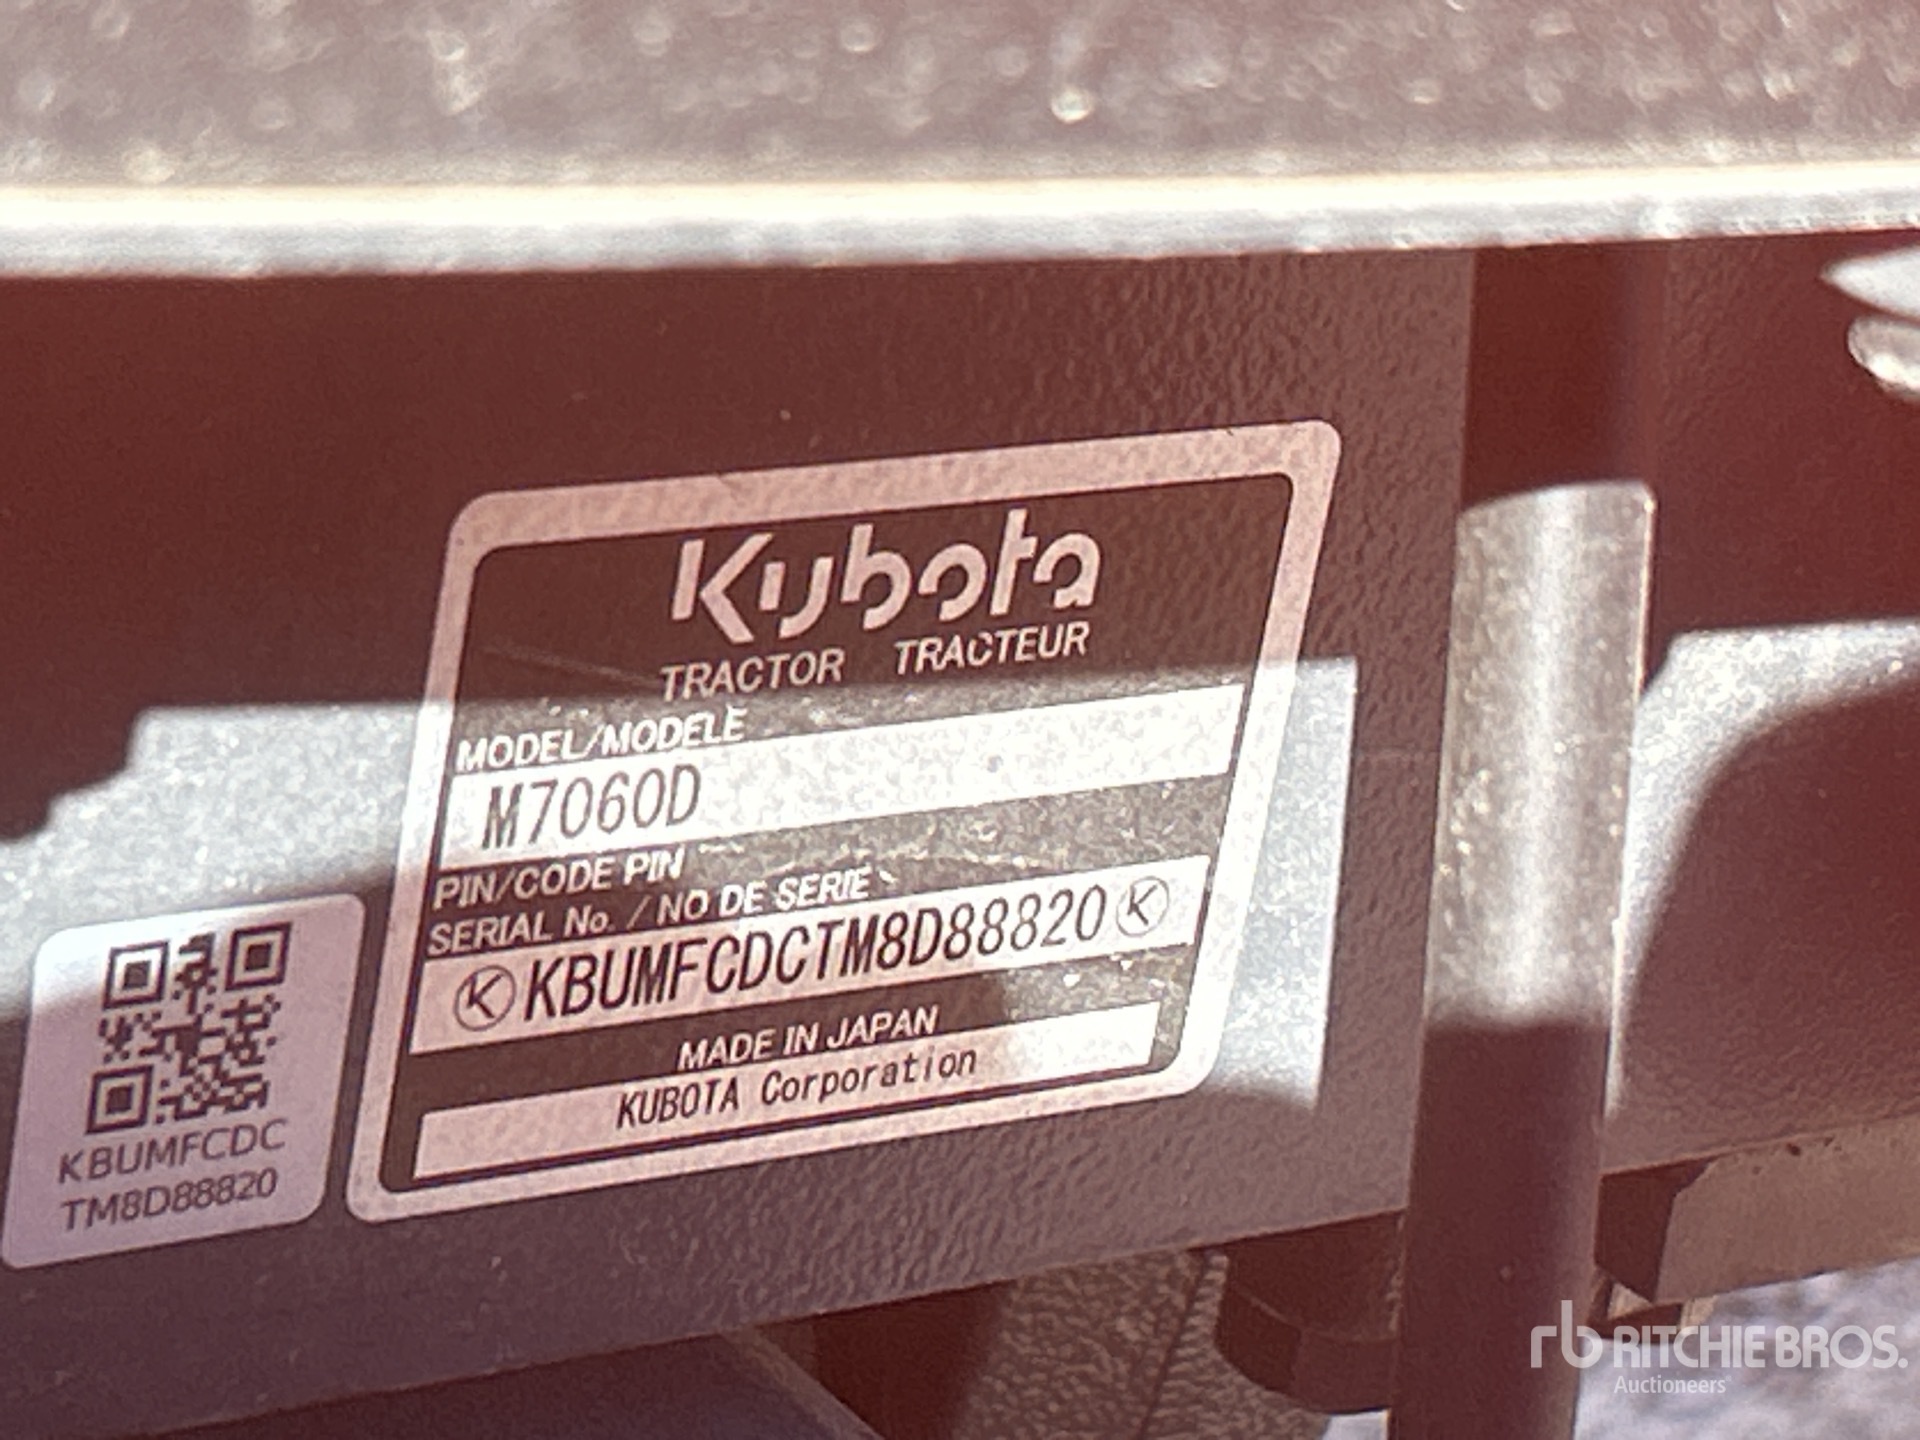 Kubota
TRACTOR TRACTEUR
MODEL/MODELE
M7060D
PIN/CODE PIN
SERIAL No. / NO DE SERIE
KBUMFCDCTM8D88820
MADE IN JAPAN
KUBOTA Corporation
KBUMFCDC
TM8D88820
rb RITCHIE BROS.
Auctioneers